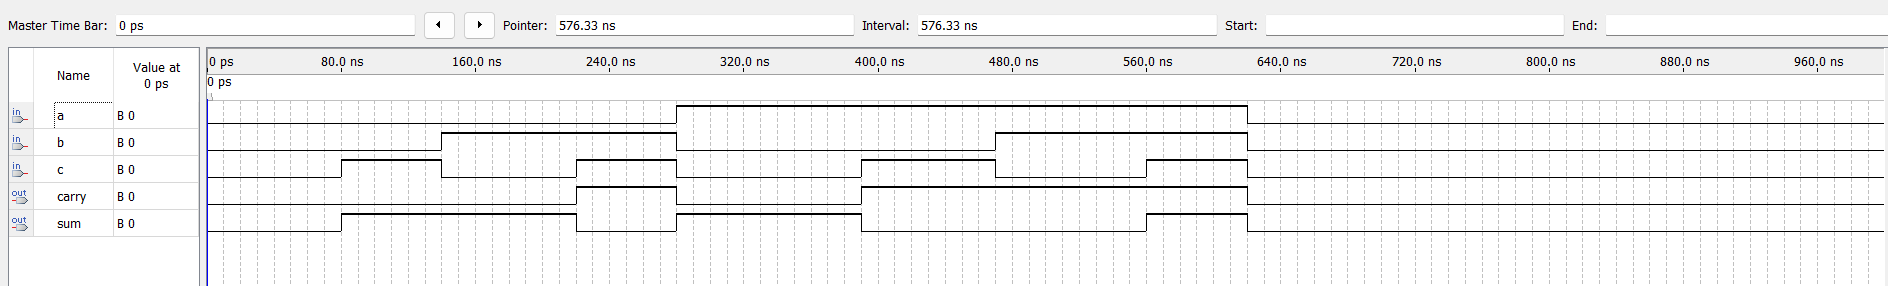 Master Time Bar: 0 ps Pointer: 576.33 ns Interval: 576.33 ns Start: End:
Name Value at 0 ps
0 ps 80.0 ns 160.0 ns 240.0 ns 320.0 ns 400.0 ns 480.0 ns 560.0 ns 640.0 ns 720.0 ns 800.0 ns 880.0 ns 960.0 ns
0 ps
in a B 0
in b B 0
in c B 0
out carry B 0
out sum B 0